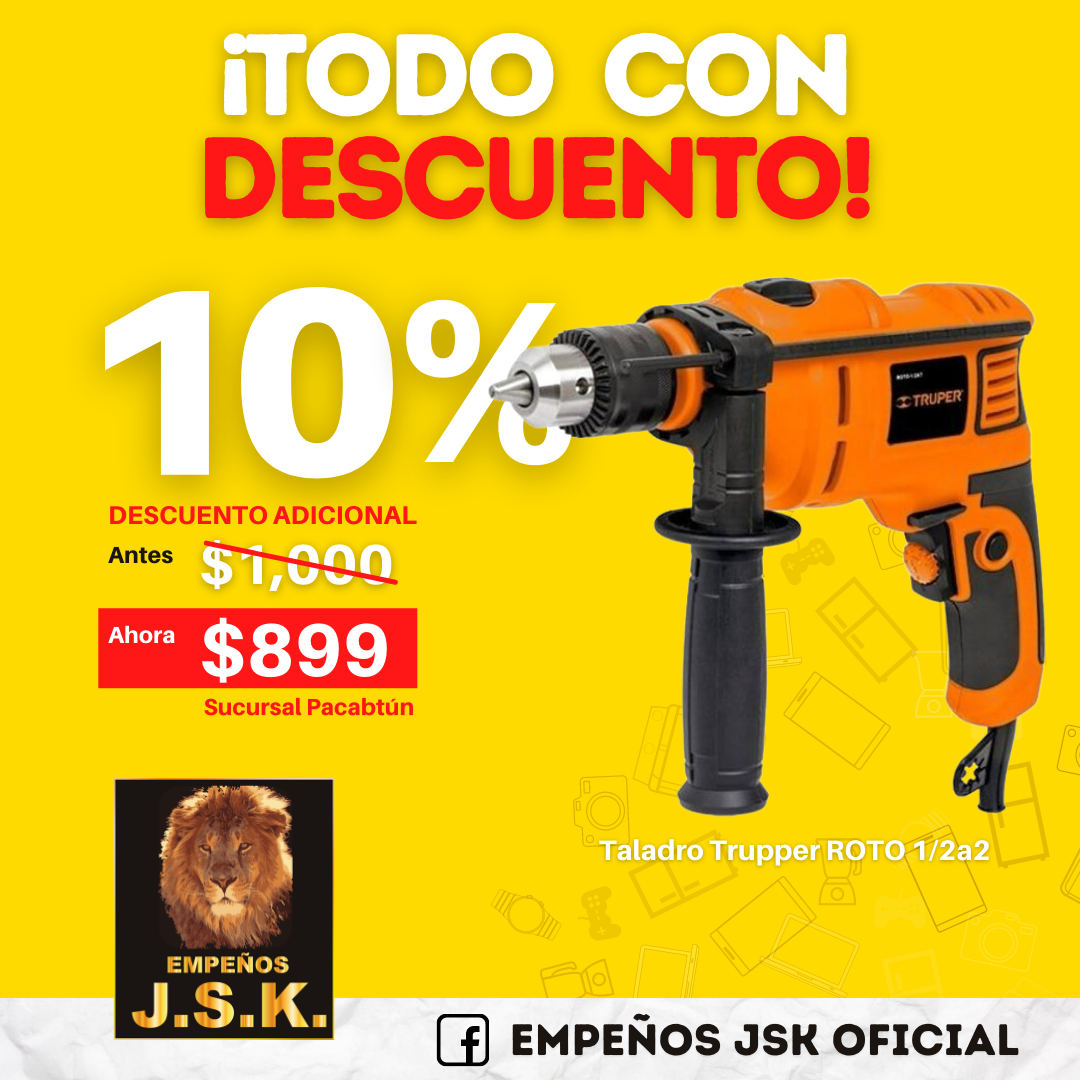 ¡TODO CON
DESCUENTO!
10%
DESCUENTO ADICIONAL
Antes $1,000
Ahora $899
Sucursal Pacabtún
TRUPER
Taladro Trupper ROTO 1/2a2
EMPEÑOS
J.S.K.
EMPEÑOS JSK OFICIAL